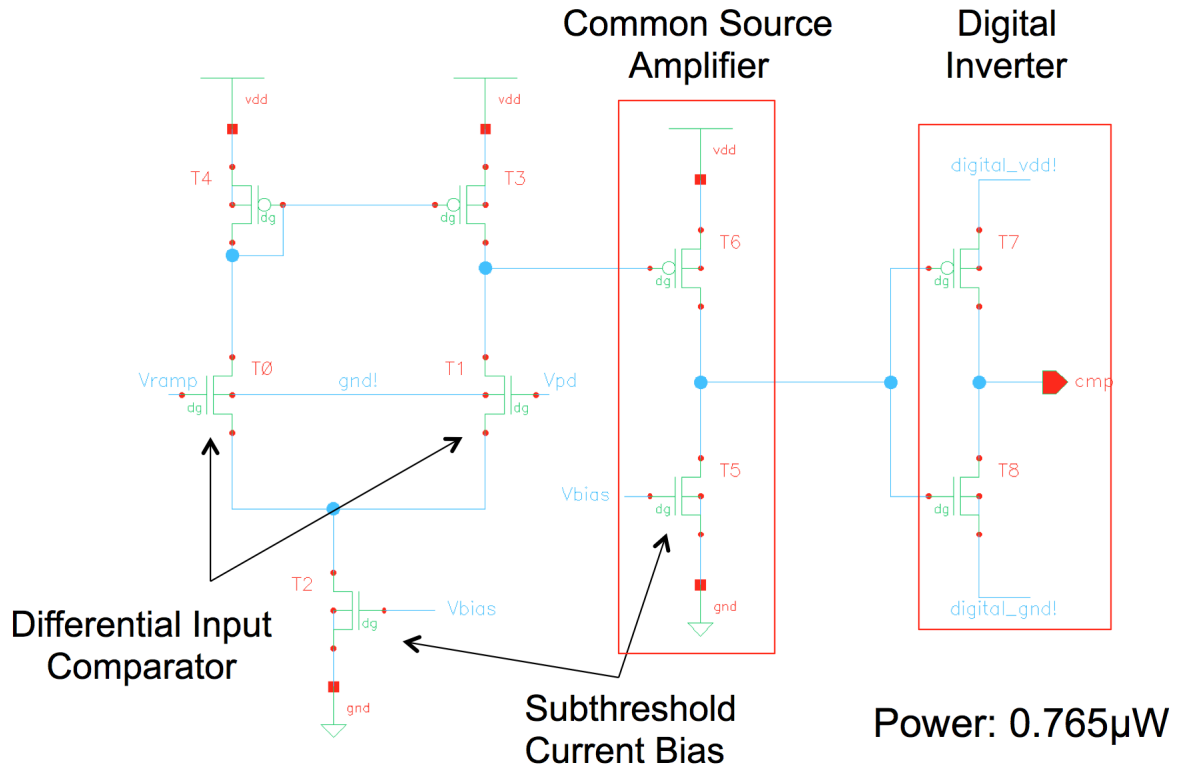 Common Source
Amplifier
Digital
Inverter
vdd
vdd
vdd
digital_vdd!
T4
T3
dg
dg
T6
T7
dg
dg
Vramp
TØ
gnd!
T1
Vpd
cmp
dg
dg
T5
T8
Vbias
dg
dg
T2
Vbias
dg
gnd
digital_gnd!
Differential Input
Comparator
gnd
Subthreshold
Current Bias
Power: 0.765µW